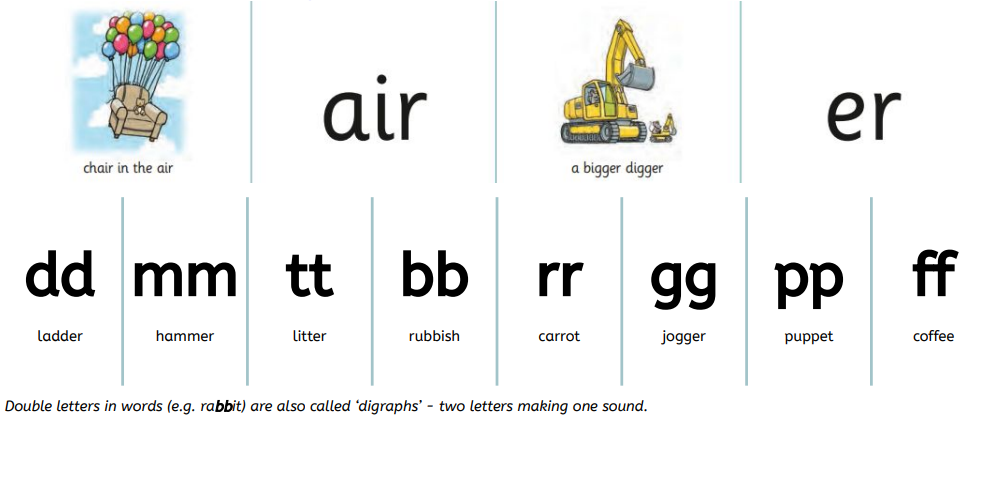 air er
chair in the air a bigger digger
dd mm tt bb rr gg pp ff
ladder hammer litter rubbish carrot jogger puppet coffee
Double letters in words (e.g. rabbit) are also called ‘digraphs’ - two letters making one sound.